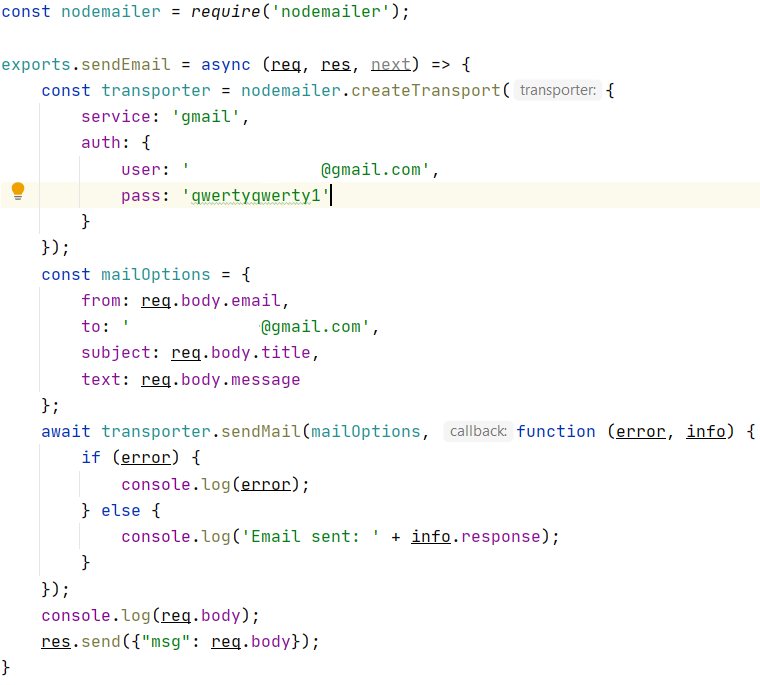 const nodemailer = require('nodemailer');
exports.sendEmail = async (req, res, next) => {
const transporter = nodemailer.createTransport( transporter: {
service: 'gmail',
auth: {
user: ' @gmail.com',
pass: 'qwertyqwerty1'
}
});
const mailOptions = {
from: req.body.email,
to: ' @gmail.com',
subject: req.body.title,
text: req.body.message
};
await transporter.sendMail(mailOptions, callback: function (error, info) {
if (error) {
console.log(error);
} else {
console.log('Email sent: ' + info.response);
}
});
console.log(req.body);
res.send({"msg": req.body});
}